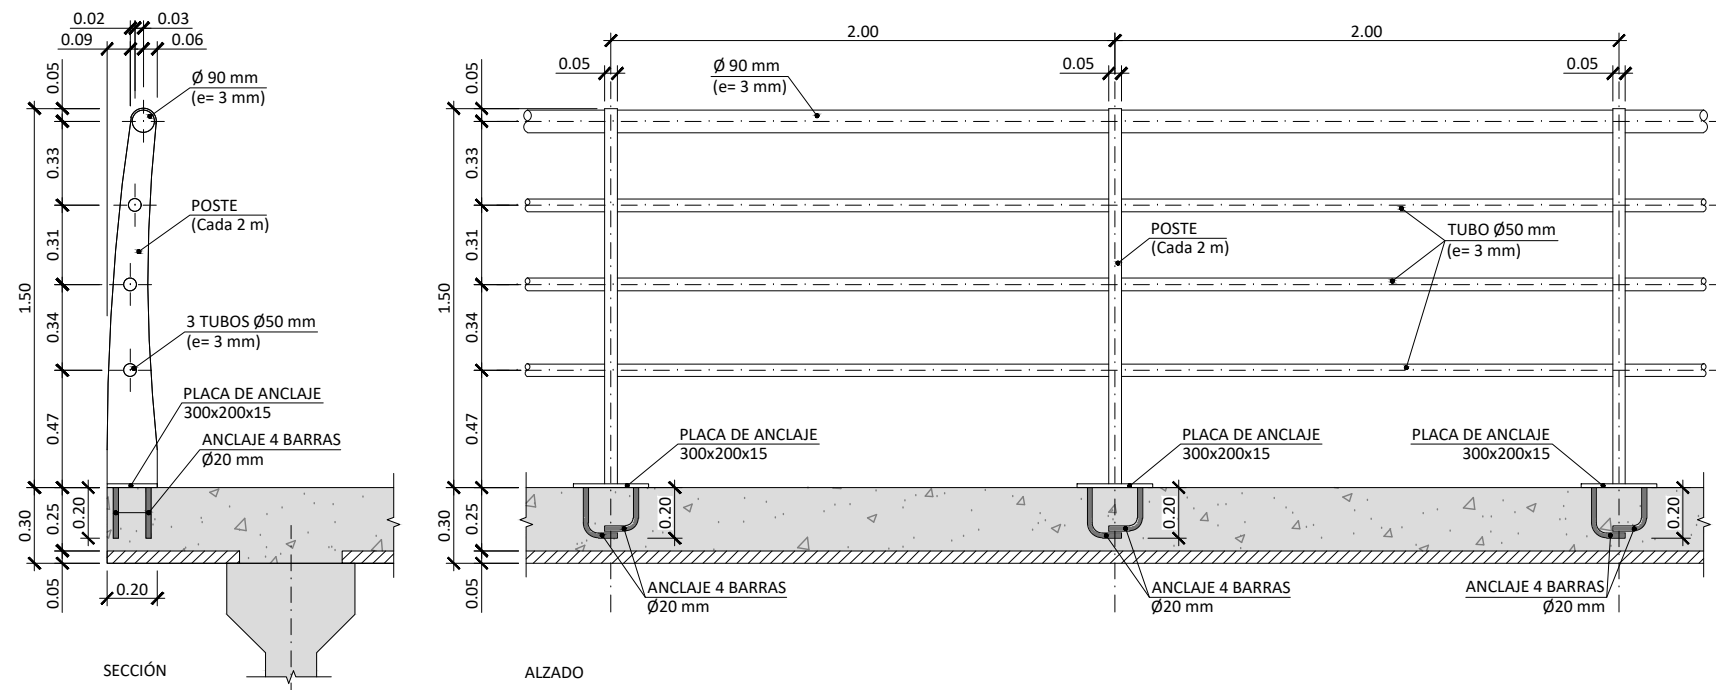 0.02
0.03
0.09
0.06
0.05
Ø 90 mm
(e= 3 mm)
0.33
POSTE
(Cada 2 m)
0.31
1.50
0.34
3 TUBOS Ø50 mm
(e= 3 mm)
PLACA DE ANCLAJE
300x200x15
0.47
ANCLAJE 4 BARRAS
Ø20 mm
0.20
0.25
0.30
0.05
0.20
SECCIÓN
2.00
2.00
0.05
0.05
0.05
0.05
Ø 90 mm
(e= 3 mm)
0.33
0.31
1.50
0.34
0.47
POSTE
(Cada 2 m)
TUBO Ø50 mm
(e= 3 mm)
PLACA DE ANCLAJE
300x200x15
PLACA DE ANCLAJE
300x200x15
PLACA DE ANCLAJE
300x200x15
0.30
0.25
0.20
0.20
0.20
0.05
ANCLAJE 4 BARRAS
Ø20 mm
ANCLAJE 4 BARRAS
Ø20 mm
ANCLAJE 4 BARRAS
Ø20 mm
ALZADO